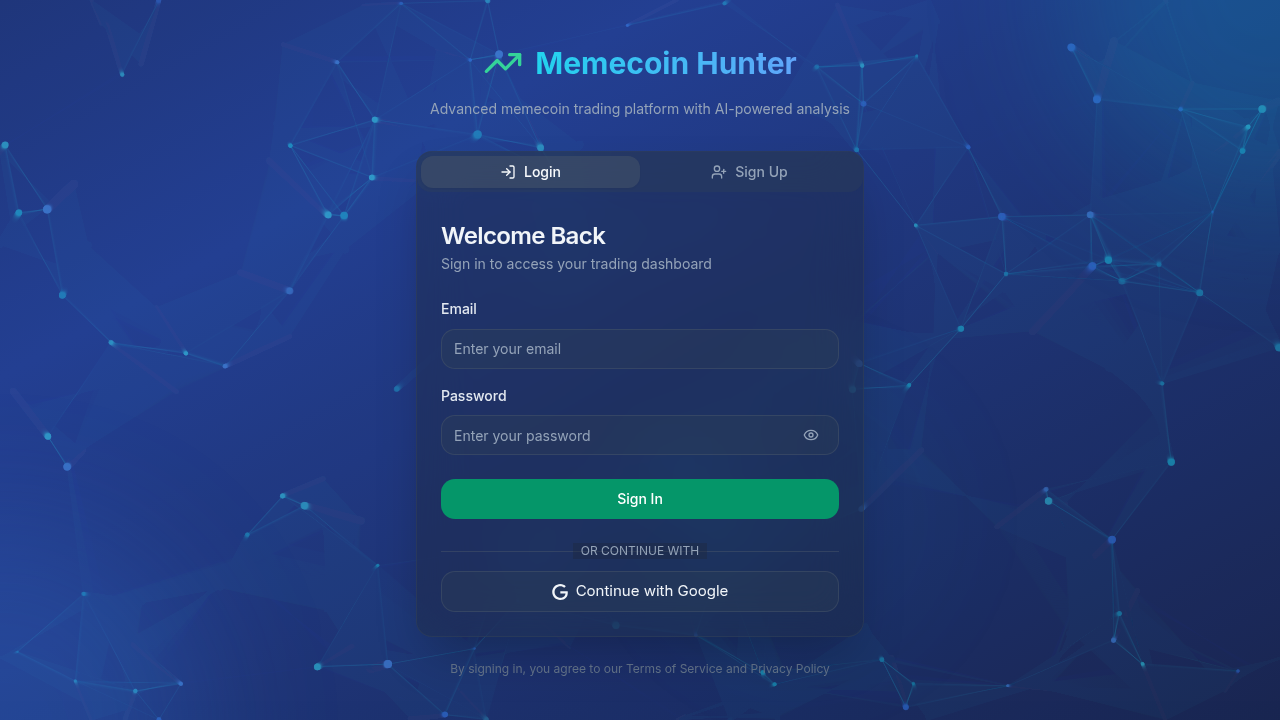 Memecoin Hunter
Advanced memecoin trading platform with AI-powered analysis
Login
Sign Up
Welcome Back
Sign in to access your trading dashboard
Email
Enter your email
Password
Enter your password
Sign In
OR CONTINUE WITH
Continue with Google
By signing in, you agree to our Terms of Service and Privacy Policy